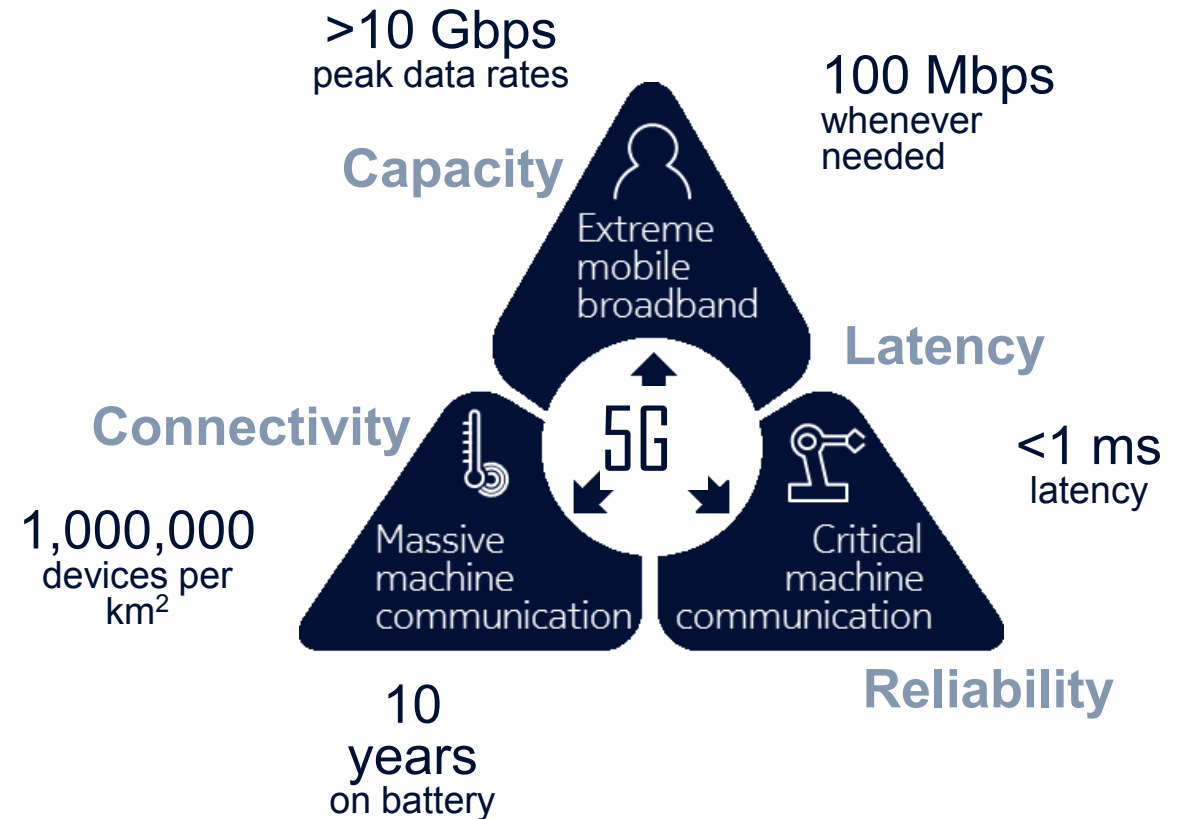 >10 Gbps
peak data rates
100 Mbps
whenever
needed
Capacity
Extreme
mobile
broadband
Latency
Connectivity
5G
<1 ms
latency
1,000,000
devices per
km²
Massive
machine
communication
Critical
machine
communication
Reliability
10
years
on battery